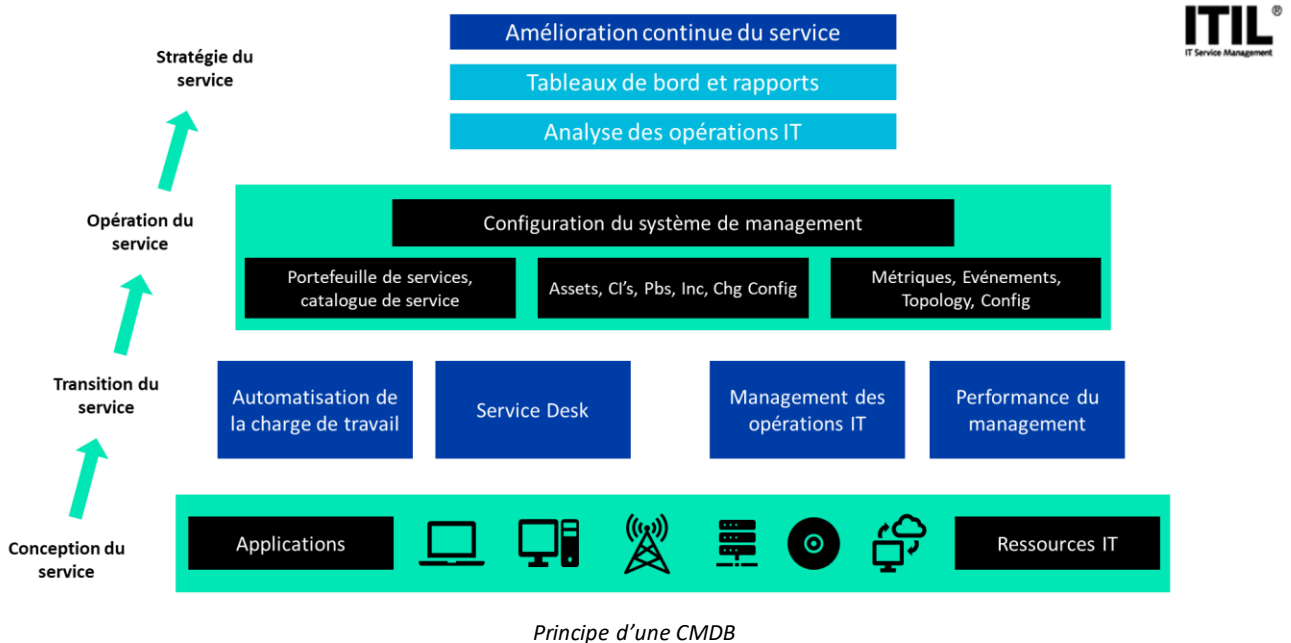 Amélioration continue du service
ITIL®
IT Service Management
Stratégie du
service
Tableaux de bord et rapports
Analyse des opérations IT
Opération du
service
Configuration du système de management
Portefeuille de services,
catalogue de service
Assets, CI's, Pbs, Inc, Chg Config
Métriques, Evénements,
Topology, Config
Transition du
service
Automatisation de
la charge de travail
Service Desk
Management des
opérations IT
Performance du
management
Conception du
service
Applications
Ressources IT
Principe d'une CMDB